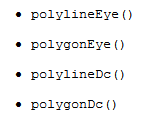 • polylineEye()
• polygonEye()
• polylineDc()
• polygonDc()